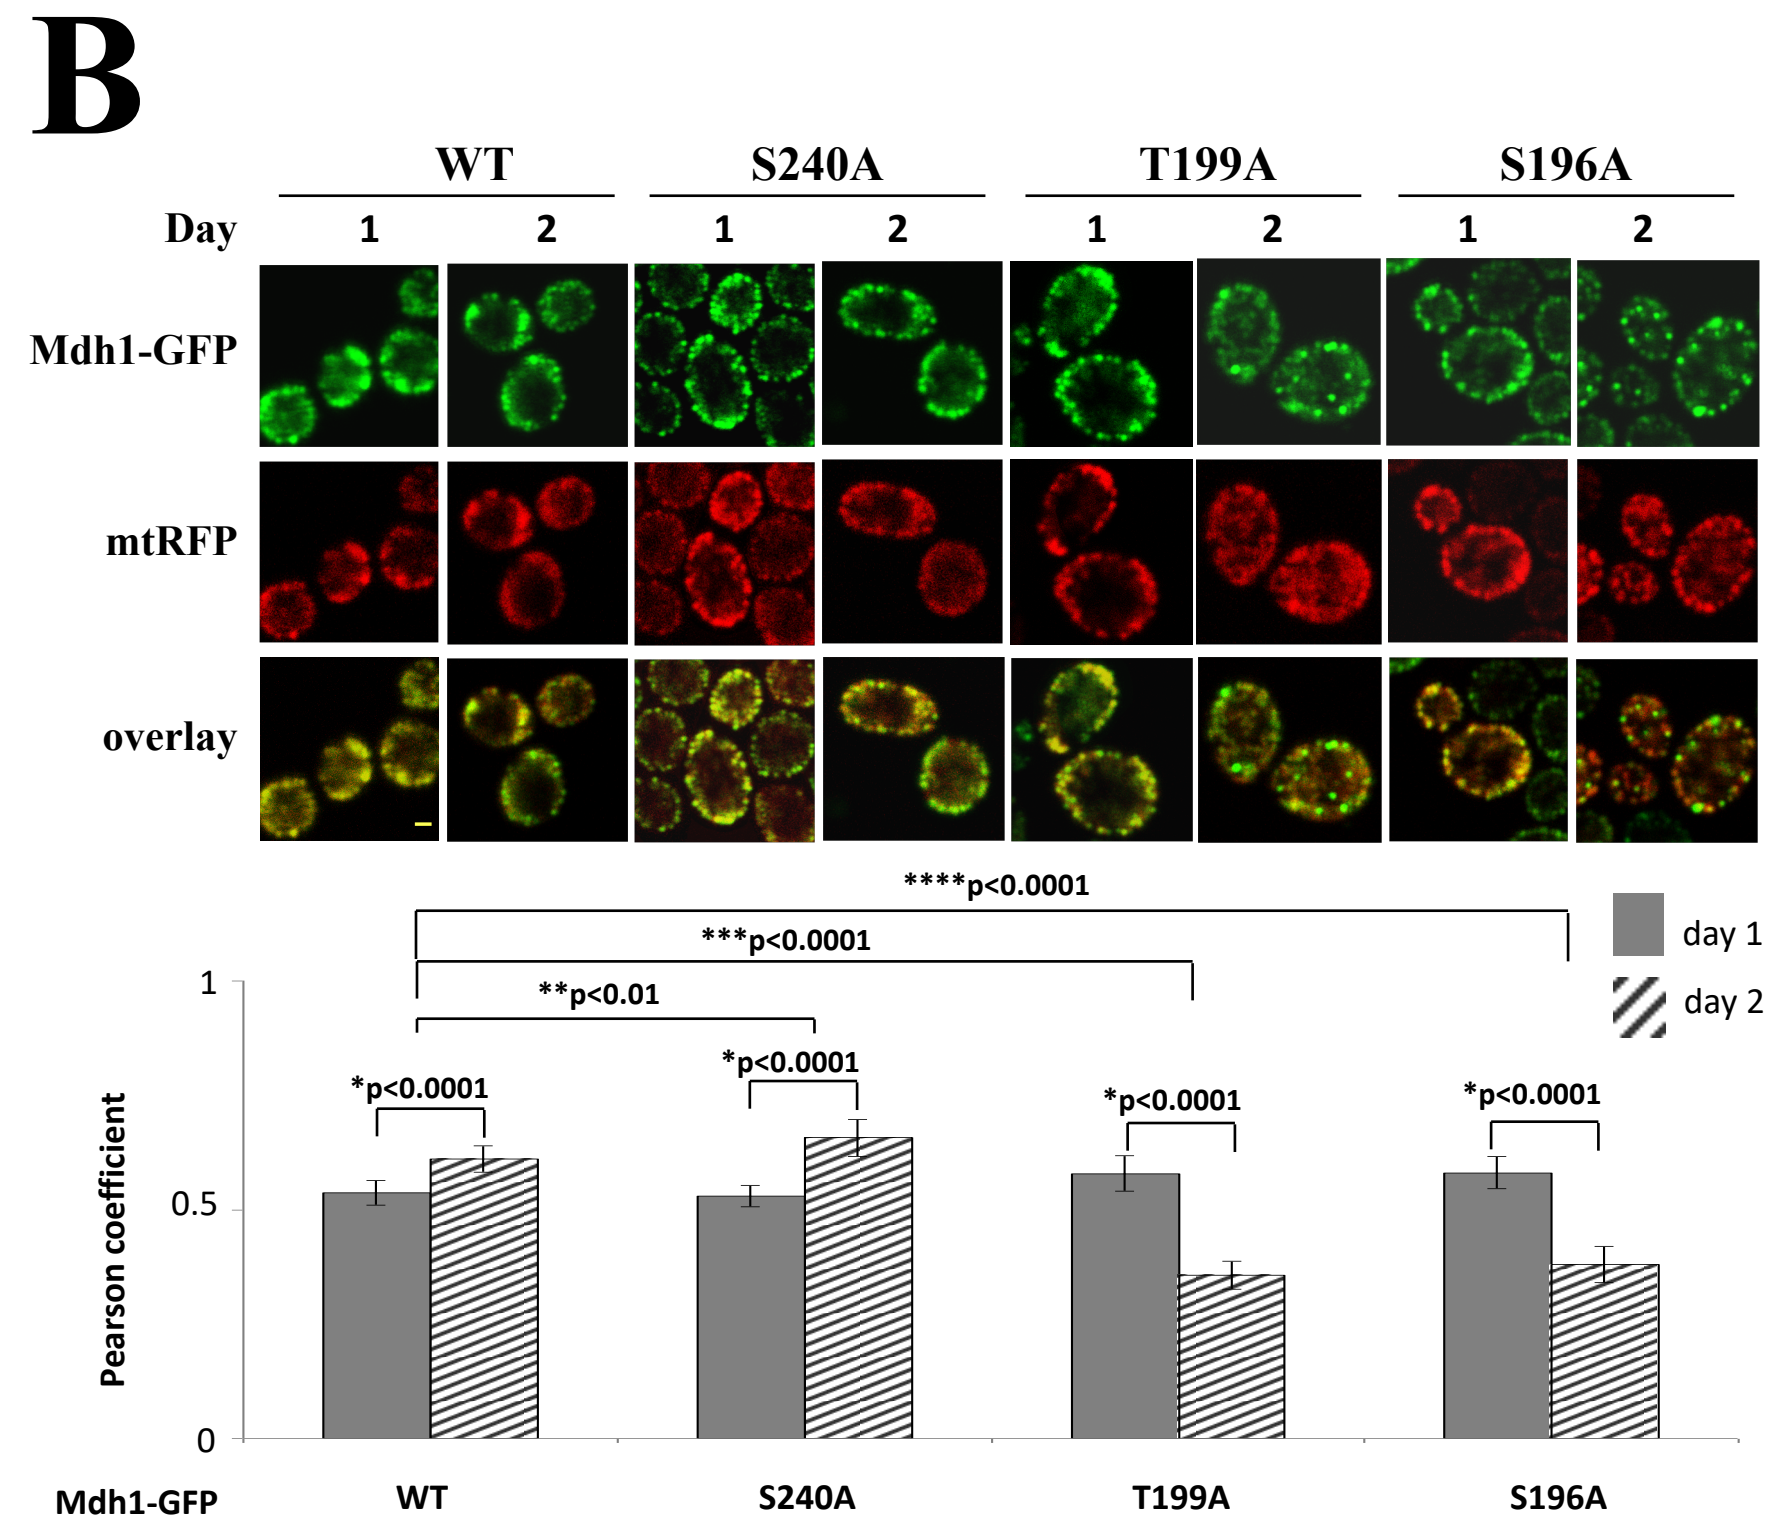 B
WT S240A T199A S196A
Day 1 2 1 2 1 2 1 2
Mdh1-GFP
mtRFP
overlay
****p<0.0001
***p<0.0001
**p<0.01
*p<0.0001 *p<0.0001 *p<0.0001 *p<0.0001
day 1
day 2
Pearson coefficient
1
0.5
0
Mdh1-GFP WT S240A T199A S196A